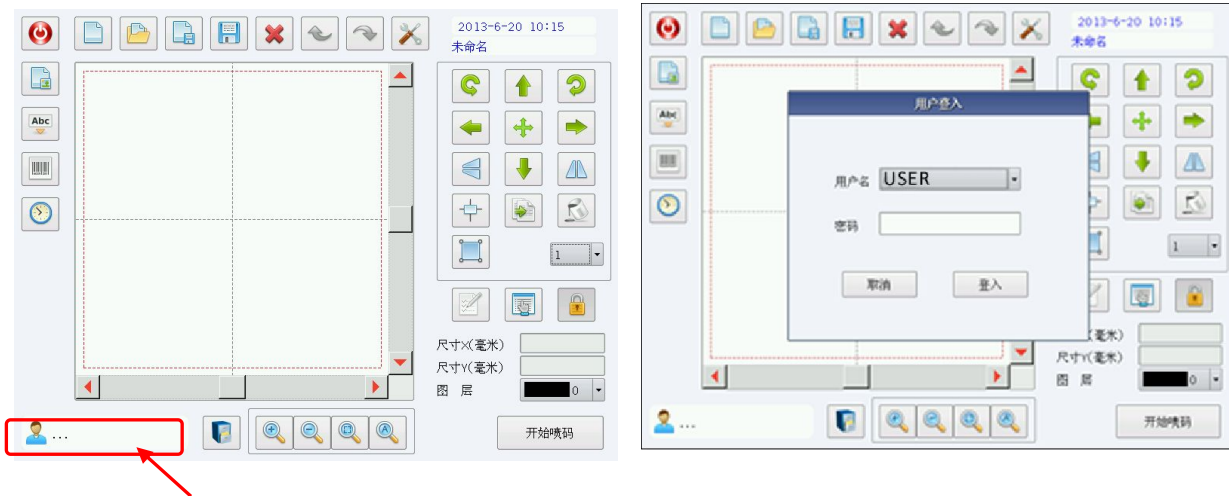 2013-6-20 10:15
未命名
Abc
1
尺寸X(毫米)
尺寸Y(毫米)
图 层
0
...
开始喷码
2013-6-20 10:15
未命名
Abc
用户登入
用户名
USER
密码
取消
登入
1
(毫米)
尺寸Y(毫米)
图 层
0
...
开始喷码